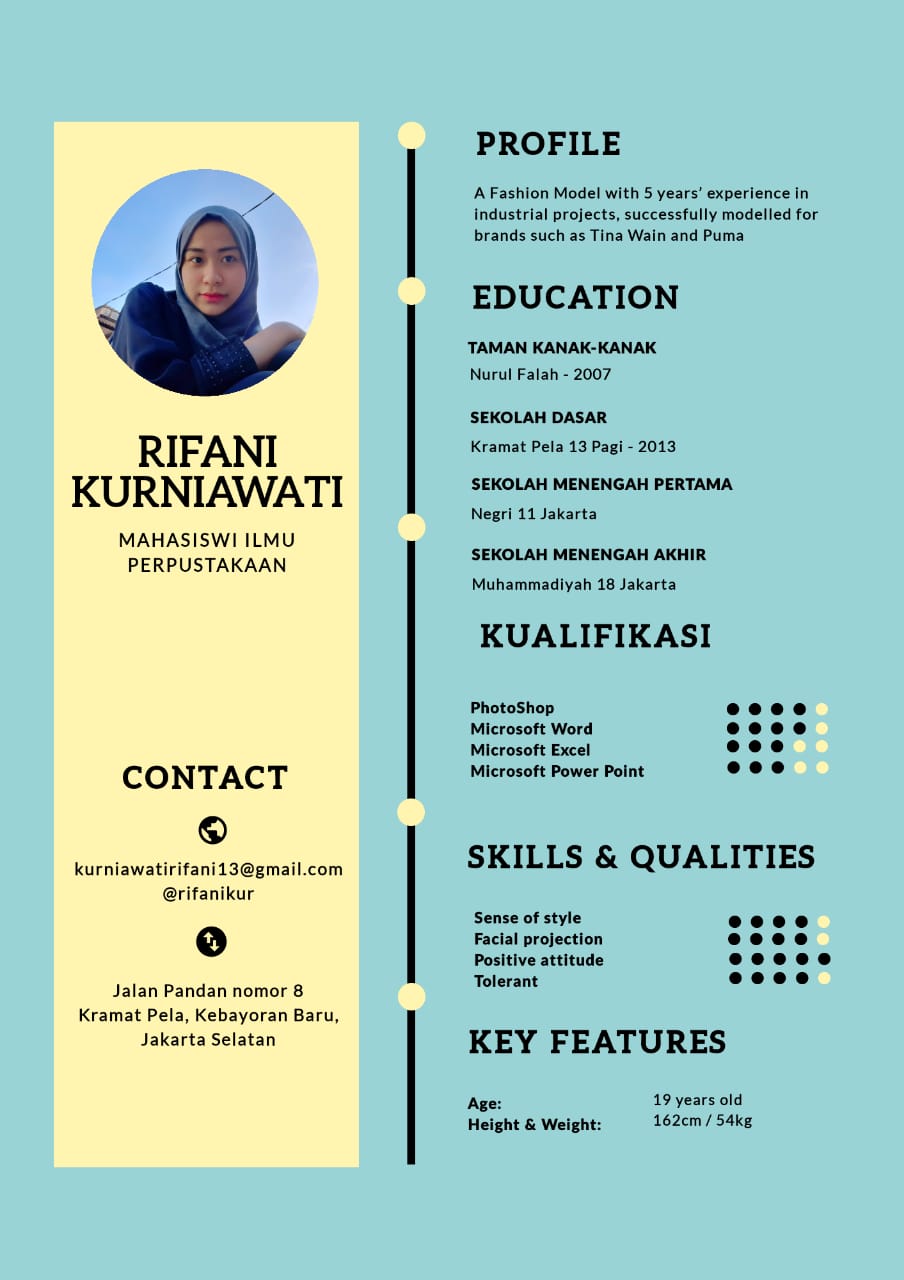 RIFANI
KURNIAWATI
MAHASISWI ILMU
PERPUSTAKAAN
CONTACT
kurniawatirifani13@gmail.com
@rifanikur
Jalan Pandan nomor 8
Kramat Pela, Kebayoran Baru,
Jakarta Selatan
PROFILE
A Fashion Model with 5 years’ experience in
industrial projects, successfully modelled for
brands such as Tina Wain and Puma
EDUCATION
TAMAN KANAK-KANAK
Nurul Falah - 2007
SEKOLAH DASAR
Kramat Pela 13 Pagi - 2013
SEKOLAH MENENGAH PERTAMA
Negri 11 Jakarta
SEKOLAH MENENGAH AKHIR
Muhammadiyah 18 Jakarta
KUALIFIKASI
PhotoShop
Microsoft Word
Microsoft Excel
Microsoft Power Point
SKILLS & QUALITIES
Sense of style
Facial projection
Positive attitude
Tolerant
KEY FEATURES
Age: 19 years old
Height & Weight: 162cm / 54kg